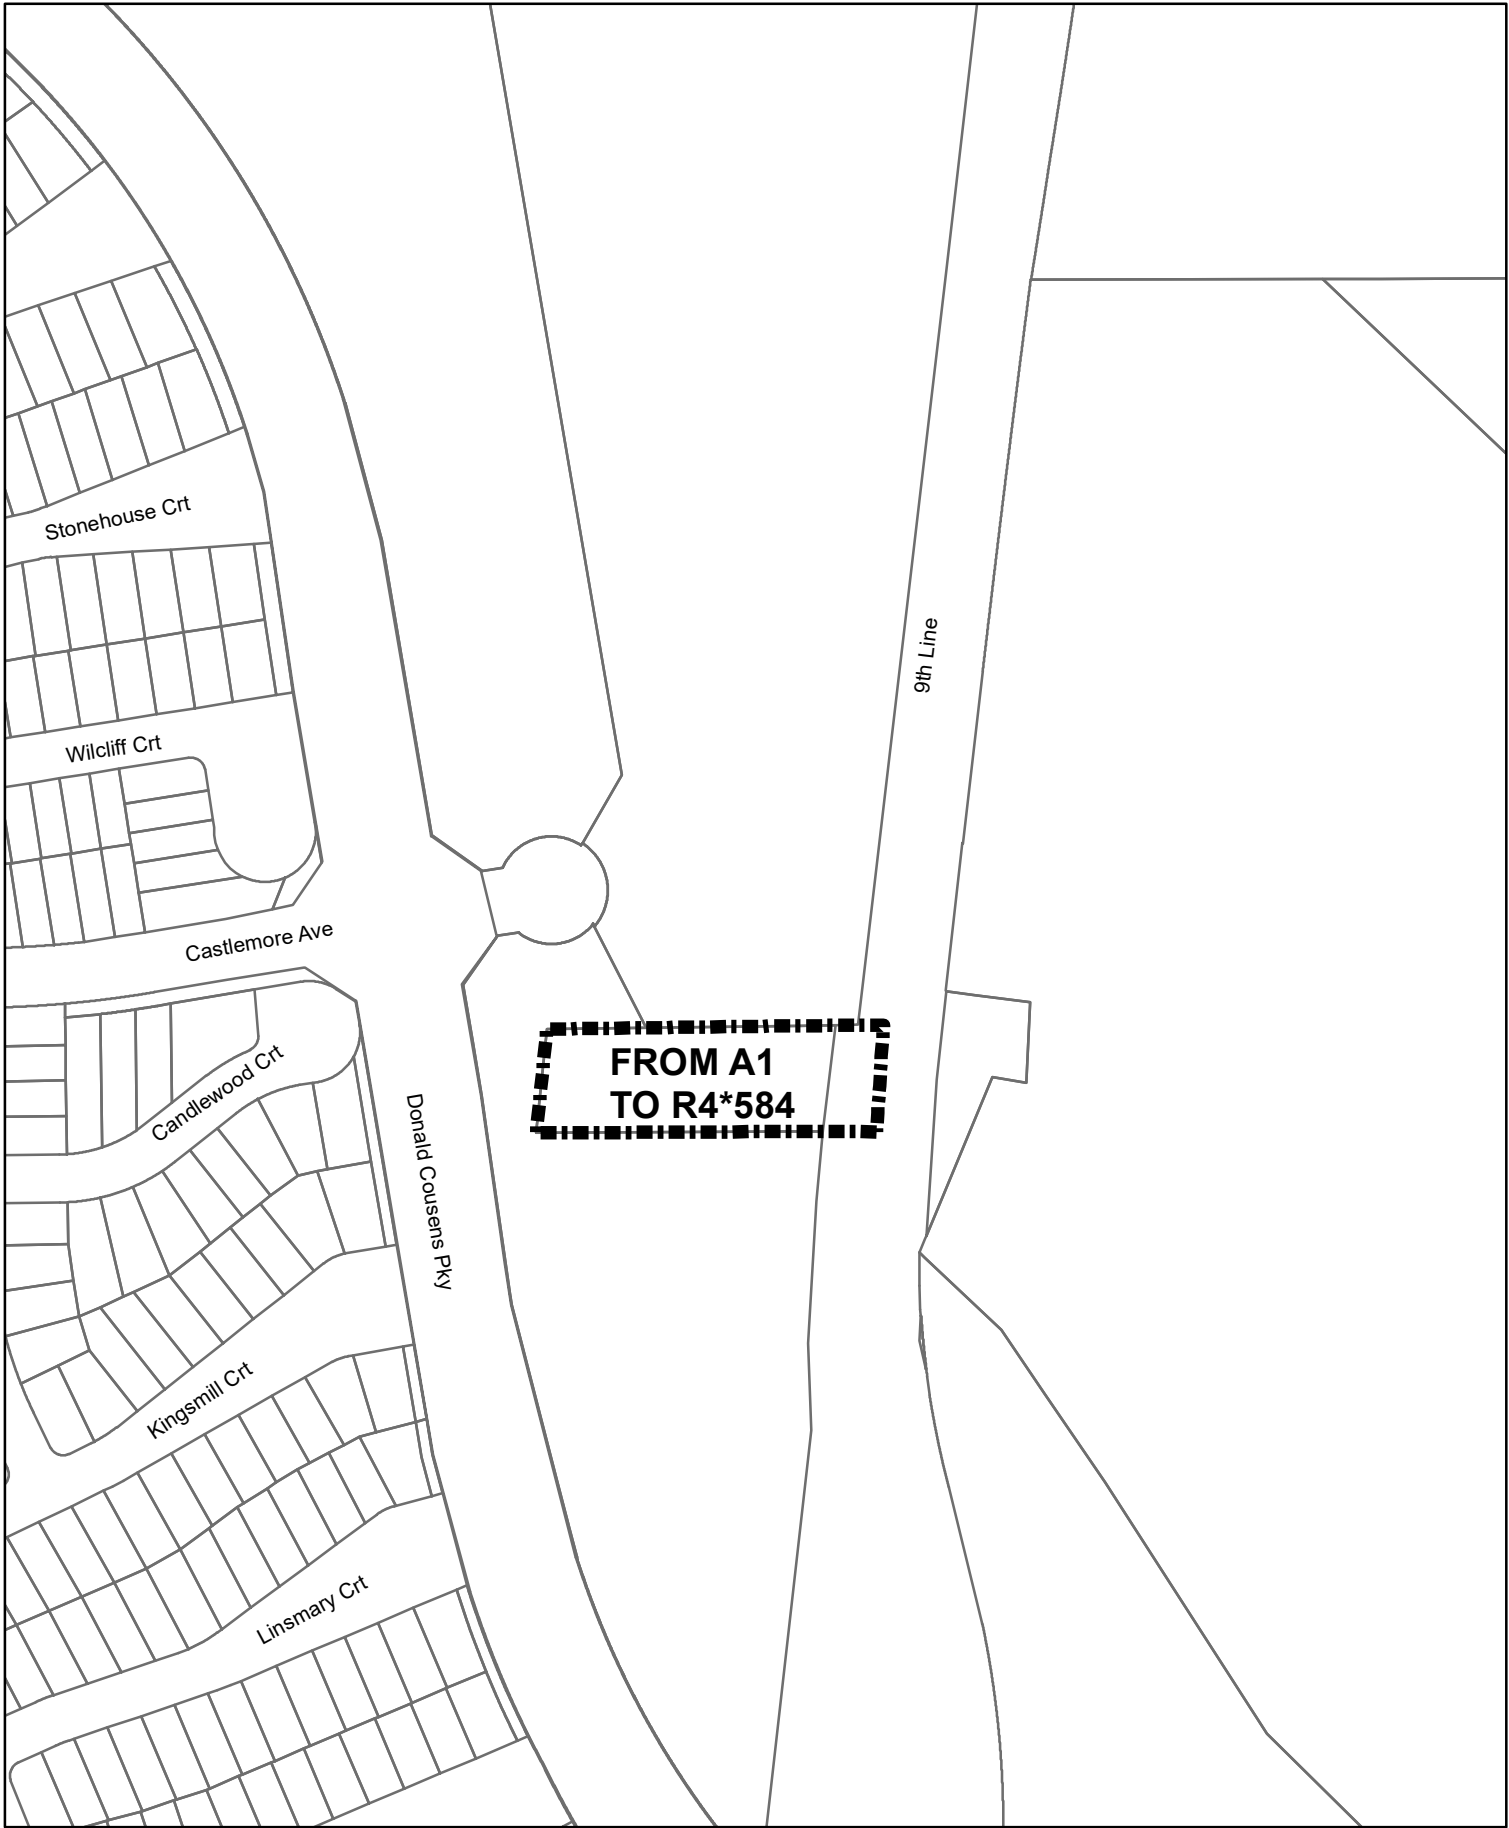 Stonehouse Crt
9th Line
Wilcliff Crt
Castlemore Ave
FROM A1
TO R4*584
Candlewood Crt
Donald Cousens Pky
Kingsmill Crt
Linsmary Crt